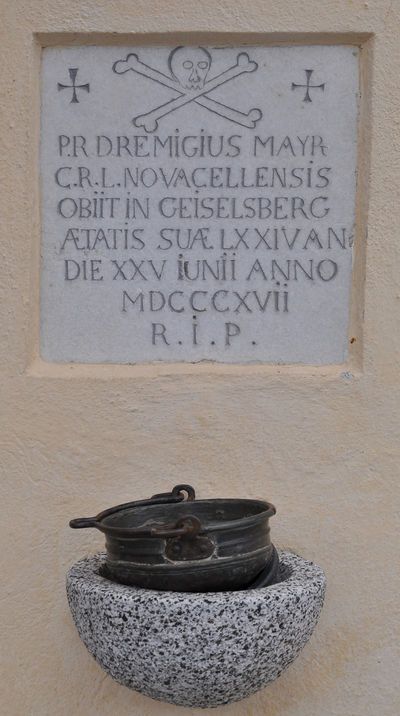 P.R D.REMiGIUS MAYR
C.R.L.NOVACELLENSIS
OBIIT IN GEISELSBERG
ÆTATIS SUÆ LXXIV AN
DIE XXV iUNII ANNO
MDCCCXVII
R.i.P.